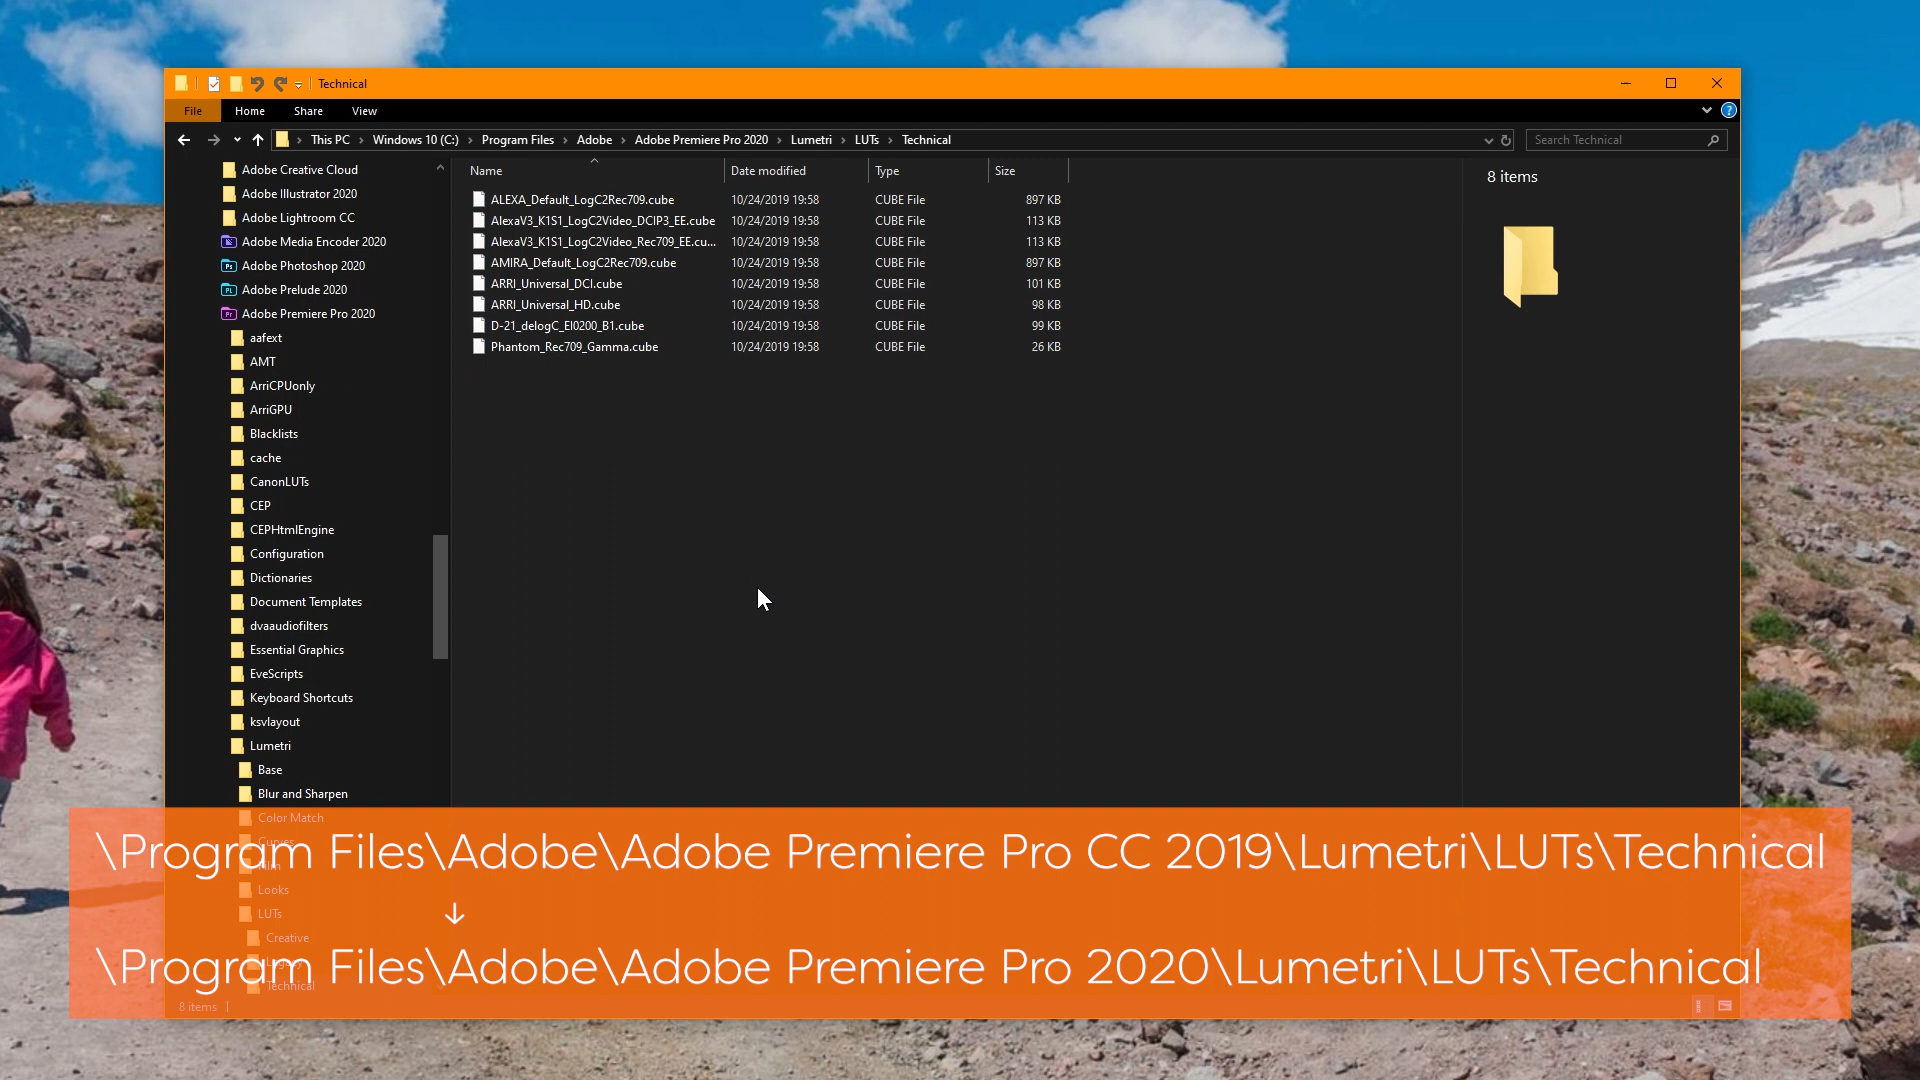 Technical
File Home Share View
This PC > Windows 10 (C:) > Program Files > Adobe > Adobe Premiere Pro 2020 > Lumetri > LUTs > Technical
Search Technical
Adobe Creative Cloud
Adobe Illustrator 2020
Adobe Lightroom CC
Adobe Media Encoder 2020
Adobe Photoshop 2020
Adobe Prelude 2020
Adobe Premiere Pro 2020
aafext
AMT
ArriCPUonly
ArriGPU
Blacklists
cache
CanonLUTs
CEP
CEPHtmlEngine
Configuration
Dictionaries
Document Templates
dvaaudiofilters
Essential Graphics
EveScripts
Keyboard Shortcuts
ksvlayout
Lumetri
Base
Blur and Sharpen
Color Match
Curves
Film
Looks
LUTs
Creative
Legacy
Technical
8 items
Name Date modified Type Size
ALEXA_Default_LogC2Rec709.cube 10/24/2019 19:58 CUBE File 897 KB
AlexaV3_K1S1_LogC2Video_DCIP3_EE.cube 10/24/2019 19:58 CUBE File 113 KB
AlexaV3_K1S1_LogC2Video_Rec709_EE.cu... 10/24/2019 19:58 CUBE File 113 KB
AMIRA_Default_LogC2Rec709.cube 10/24/2019 19:58 CUBE File 897 KB
ARRI_Universal_DCI.cube 10/24/2019 19:58 CUBE File 101 KB
ARRI_Universal_HD.cube 10/24/2019 19:58 CUBE File 98 KB
D-21_delogC_EI0200_B1.cube 10/24/2019 19:58 CUBE File 99 KB
Phantom_Rec709_Gamma.cube 10/24/2019 19:58 CUBE File 26 KB
8 items
\Program Files\Adobe\Adobe Premiere Pro CC 2019\Lumetri\LUTs\Technical
↓
\Program Files\Adobe\Adobe Premiere Pro 2020\Lumetri\LUTs\Technical